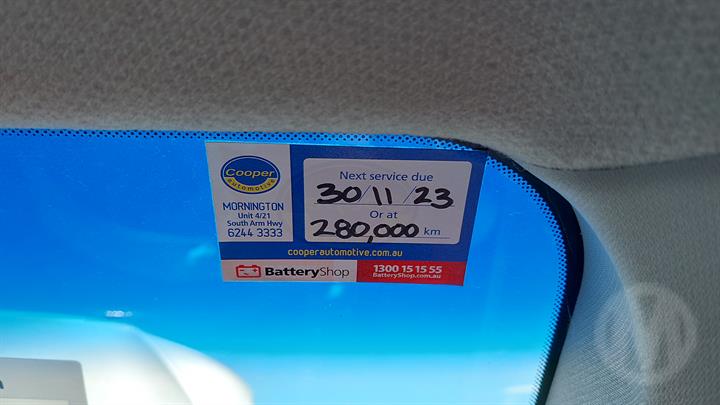 Cooper
automotive
MORNINGTON
Unit 4/21
South Arm Hwy
6244 3333
Next service due
30/11/23
Or at
280,000 km
cooperautomotive.com.au
BatteryShop
1300 15 15 55
BatteryShop.com.au